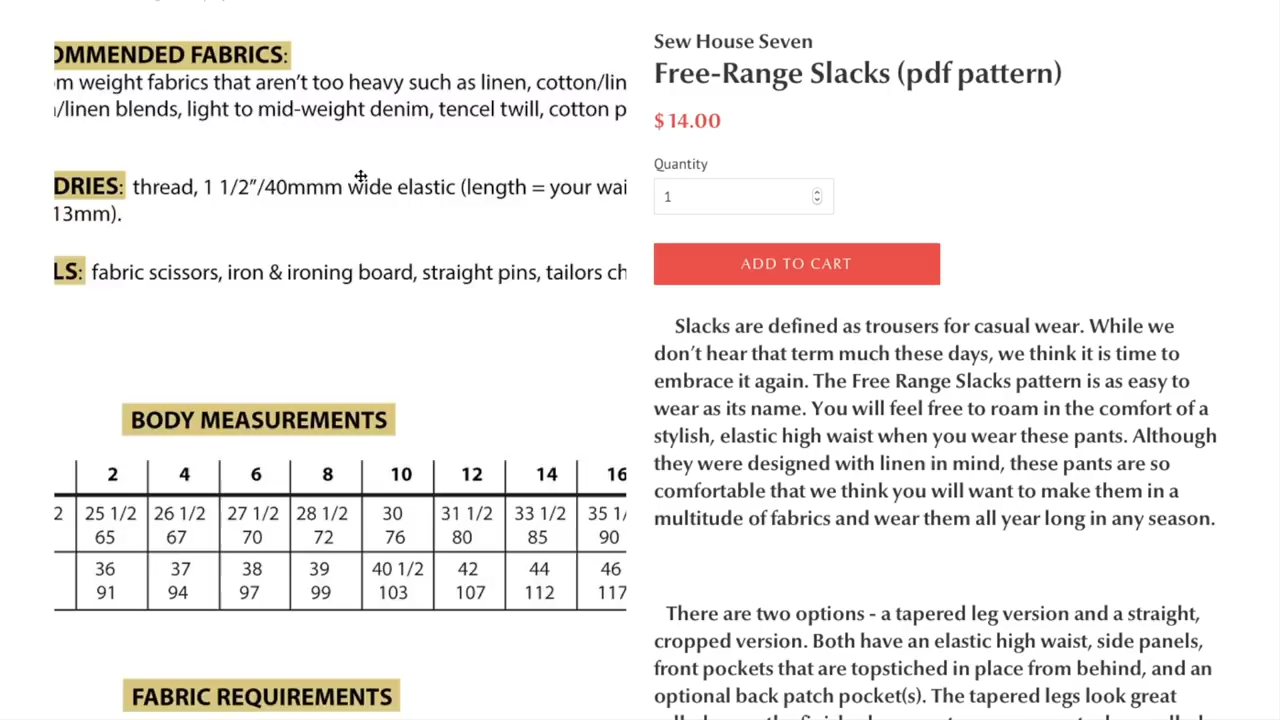 OMMENDED FABRICS:
m weight fabrics that aren't too heavy such as linen, cotton/lin
/linen blends, light to mid-weight denim, tencel twill, cotton p
DRIES: thread, 1 1/2”/40mmm wide elastic (length = your wai
13mm).
LS: fabric scissors, iron & ironing board, straight pins, tailors ch
BODY MEASUREMENTS
2 4 6 8 10 12 14 16
2 25 1/2 26 1/2 27 1/2 28 1/2 30 31 1/2 33 1/2 35 1/
65 67 70 72 76 80 85 90
36 37 38 39 40 1/2 42 44 46
91 94 97 99 103 107 112 117
FABRIC REQUIREMENTS
Sew House Seven
Free-Range Slacks (pdf pattern)
$ 14.00
Quantity
1
ADD TO CART
Slacks are defined as trousers for casual wear. While we
don't hear that term much these days, we think it is time to
embrace it again. The Free Range Slacks pattern is as easy to
wear as its name. You will feel free to roam in the comfort of a
stylish, elastic high waist when you wear these pants. Although
they were designed with linen in mind, these pants are so
comfortable that we think you will want to make them in a
multitude of fabrics and wear them all year long in any season.
There are two options - a tapered leg version and a straight,
cropped version. Both have an elastic high waist, side panels,
front pockets that are topstiched in place from behind, and an
optional back patch pocket(s). The tapered legs look great